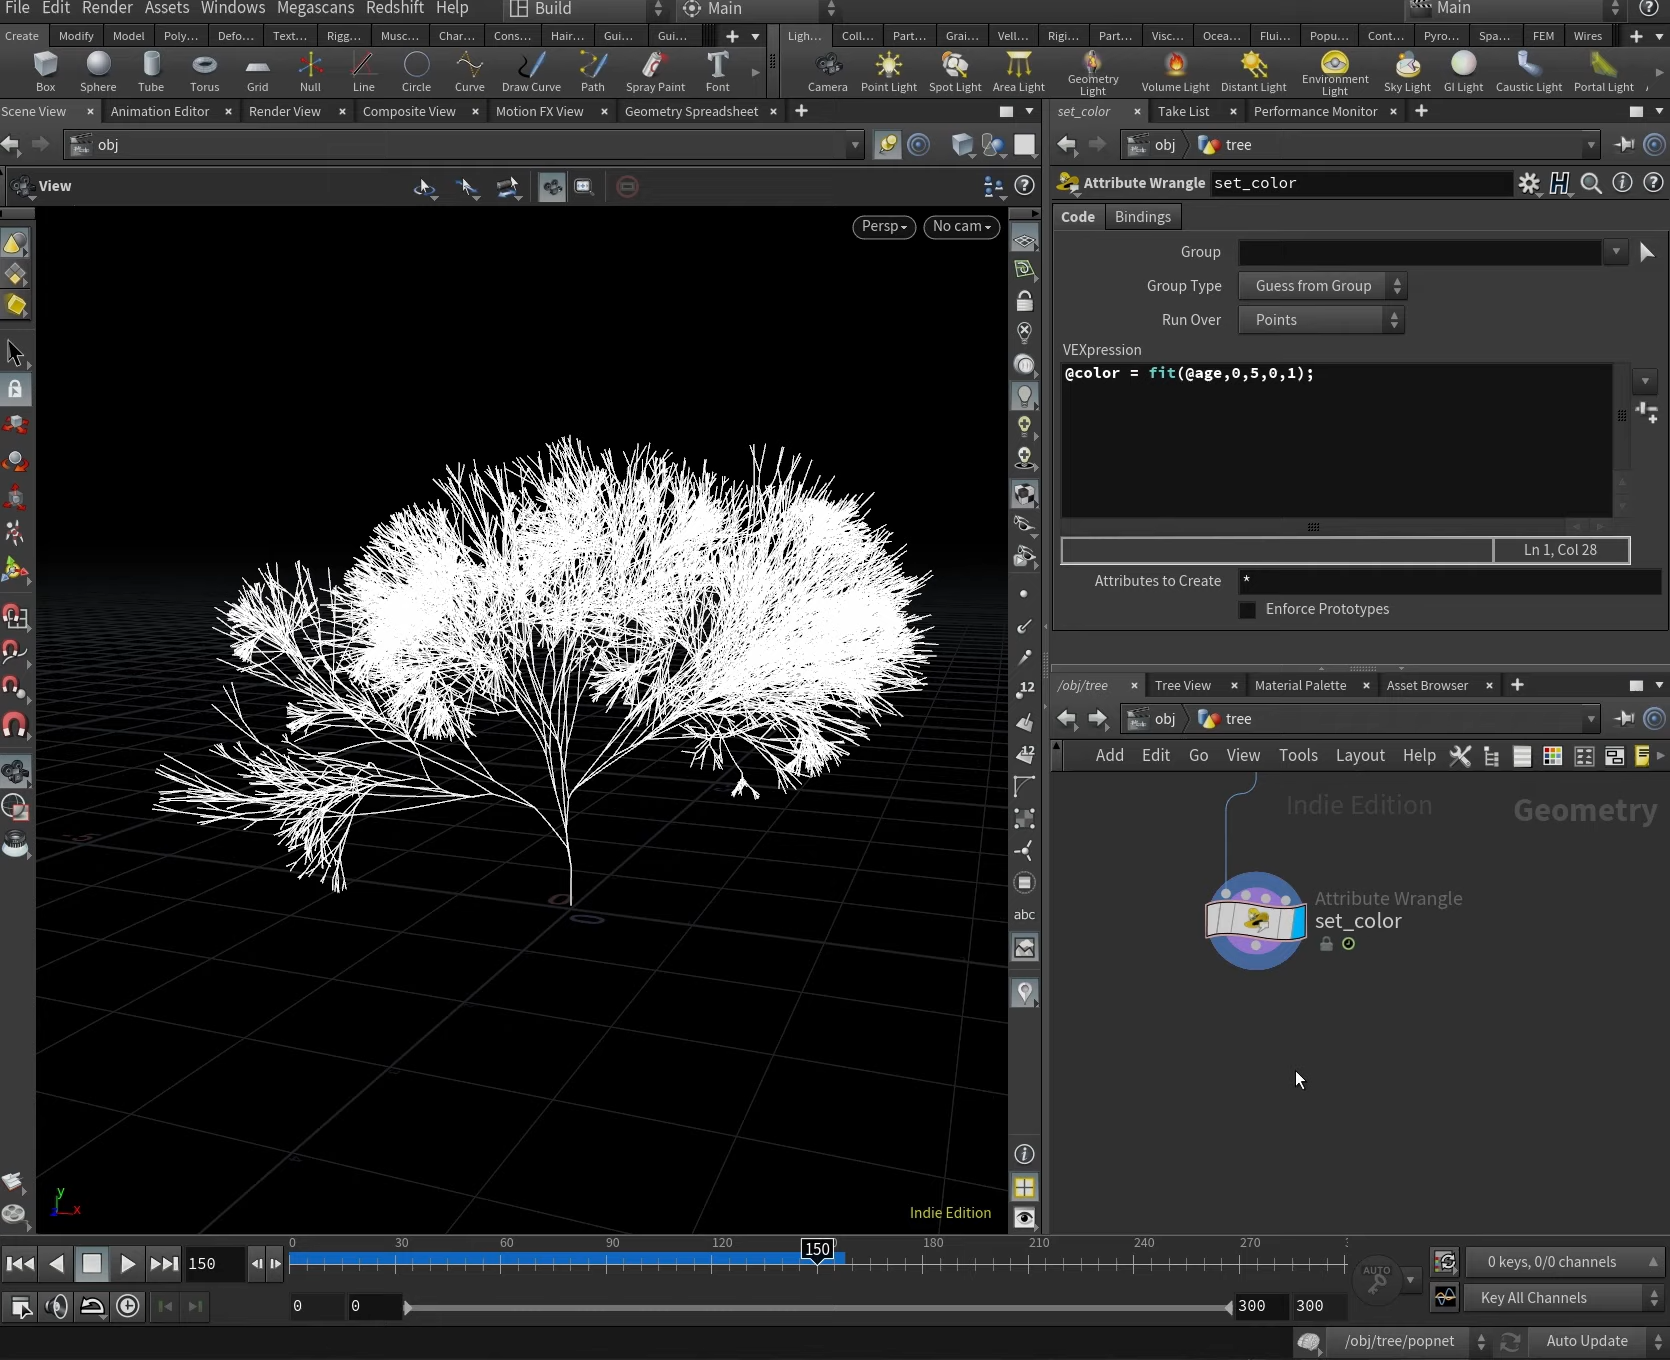 File Edit Render Assets Windows Megascans Redshift Help Build Main Main
Create Modify Model Poly... Defo... Text... Rigg... Musc... Char... Cons... Hair... Gui... Gui... Ligh... Coll... Part... Grai... Vell... Rigi... Part... Visc... Ocea... Flui... Popu... Cont... Pyro... Spa... FEM Wires
Box Sphere Tube Torus Grid Null Line Circle Curve Draw Curve Path Spray Paint Font Camera Point Light Spot Light Area Light Geometry Light Volume Light Distant Light Environment Light Sky Light GI Light Caustic Light Portal Light
Scene View Animation Editor Render View Composite View Motion FX View Geometry Spreadsheet
obj
View
Persp No cam
set_color Take List Performance Monitor
obj tree
Attribute Wrangle set_color
Code Bindings
Group
Group Type Guess from Group
Run Over Points
VEXpression
@color = fit(@age,0,5,0,1);
Ln 1, Col 28
Attributes to Create *
Enforce Prototypes
/obj/tree Tree View Material Palette Asset Browser
obj tree
Add Edit Go View Tools Layout Help
Indie Edition Geometry
Attribute Wrangle
set_color
12
12
abc
-5
0
0
y
x
Indie Edition
150
0 30 60 90 120 150 180 210 240 270
AUTO
0 keys, 0/0 channels
0 0 300 300
Key All Channels
/obj/tree/popnet Auto Update